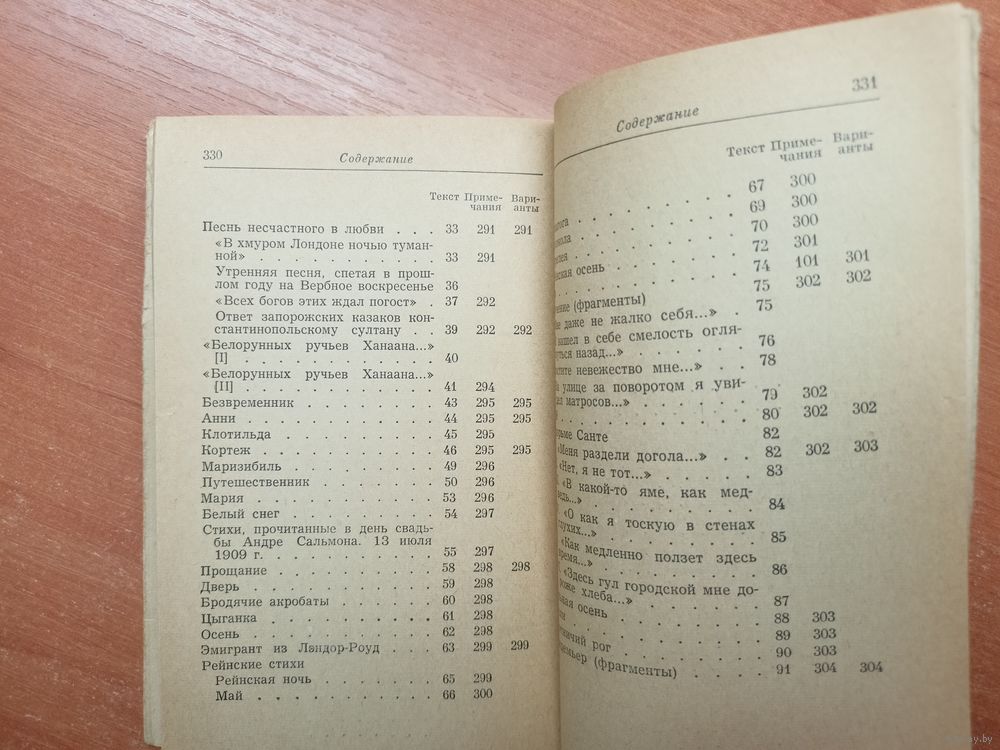 330 Содержание
Текст Приме- Вари-
чания анты
Песнь несчастного в любви . . . 33 291 291
«В хмуром Лондоне ночью туман-
ной» . . . . . . . . . . . 33 291
Утренняя песня, спетая в прош-
лом году на Вербное воскресенье 36
«Всех богов этих ждал погост» . 37 292
Ответ запорожских казаков кон-
стантинопольскому султану . . 39 292 292
«Белорунных ручьев Ханаана...»
[I] . . . . . . . . . . . . 40
«Белорунных ручьев Ханаана...»
[II] . . . . . . . . . . . . 41 294
Безвременник . . . . . . . . 43 295 295
Анни . . . . . . . . . . . . 44 295 295
Клотильда . . . . . . . . . 45 295
Кортеж . . . . . . . . . . . 46 295 295
Маризибиль . . . . . . . . . 49 296
Путешественник . . . . . . . 50 296
Мария . . . . . . . . . . . 53 296
Белый снег . . . . . . . . . 54 297
Стихи, прочитанные в день свадь-
бы Андре Сальмона. 13 июля
1909 г. . . . . . . . . . . . 55 297
Прощание . . . . . . . . . . 58 298 298
Дверь . . . . . . . . . . . . 59 298
Бродячие акробаты . . . . . . 60 298
Цыганка . . . . . . . . . . 61 298
Осень . . . . . . . . . . . . 62 298
Эмигрант из Лэндор-Роуд . . . 63 299 299
Рейнские стихи
Рейнская ночь . . . . . . . 65 299
Май . . . . . . . . . . . 66 300
Содержание 331
Текст Приме- Вари-
чания анты
67 300
69 300
70 300
72 301
осень . . . . . . 74 101 301
75 302 302
(фрагменты)
даже не жалко себя...» . 75
в себе смелость огля-
назад...» . . . . . . 76
невежество мне...» . . 78
улице за поворотом я уви-
матросов...» . . . . . . 79 302
80 302 302
Санте 82
«Меня раздели догола...» . . 82 302 303
«Нет, я не тот...» . . . . . 83
«В какой-то яме, как мед-
84
«О как я тоскую в стенах
85
«Как медленно ползет здесь
86
«Здесь гул городской мне до-
хлеба...» . . . . . . . 87
осень . . . . . . . 88 303
89 303
рог . . . . . . . 90 303
(фрагменты) . . . . 91 304 304